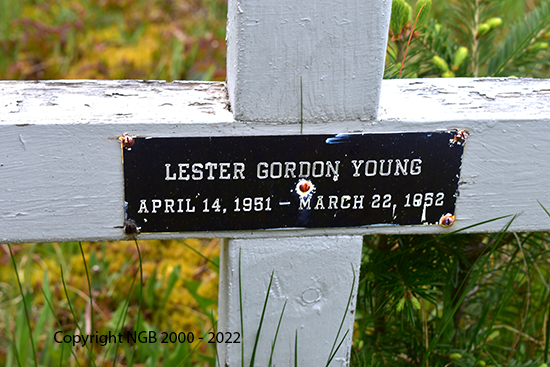 LESTER GORDON YOUNG
APRIL 14, 1951 - MARCH 22, 1952
Copyright NGB 2000 - 2022